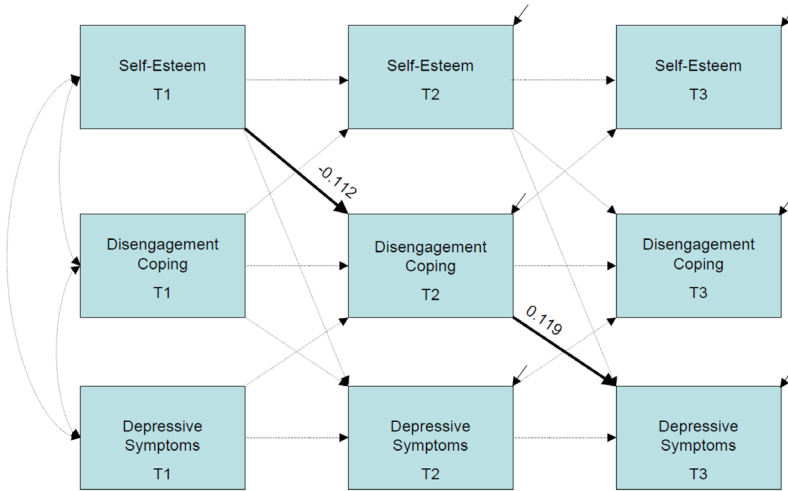 Self-Esteem
T1
Self-Esteem
T2
Self-Esteem
T3
-0.112
Disengagement
Coping
T1
Disengagement
Coping
T2
Disengagement
Coping
T3
0.119
Depressive
Symptoms
T1
Depressive
Symptoms
T2
Depressive
Symptoms
T3